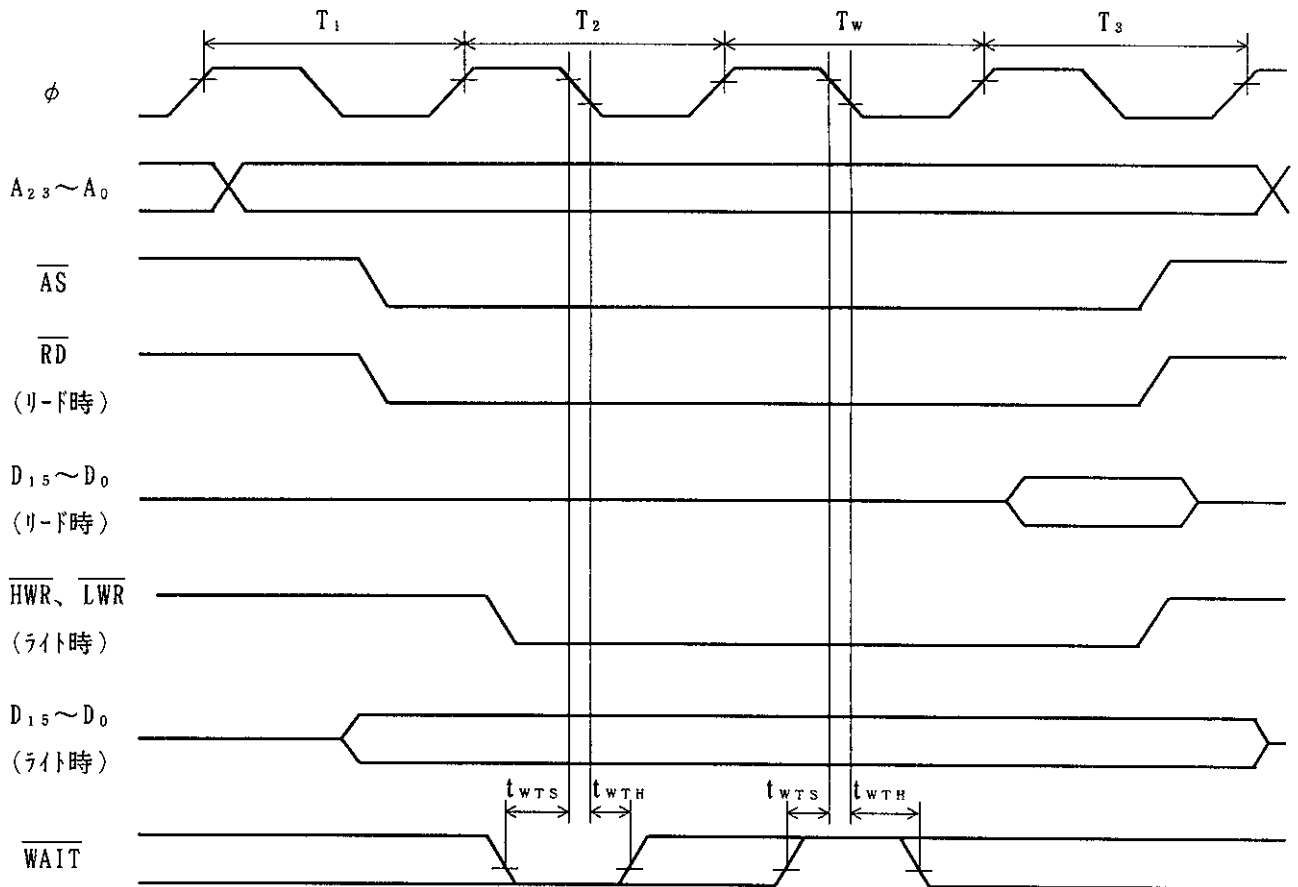 T₁ T₂ Tw T₃
φ
A₂₃〜A₀
AS
RD
(リード時)
D₁₅〜D₀
(リード時)
HWR、LWR
(ライト時)
D₁₅〜D₀
(ライト時)
tWTS tWTH tWTS tWTH
WAIT